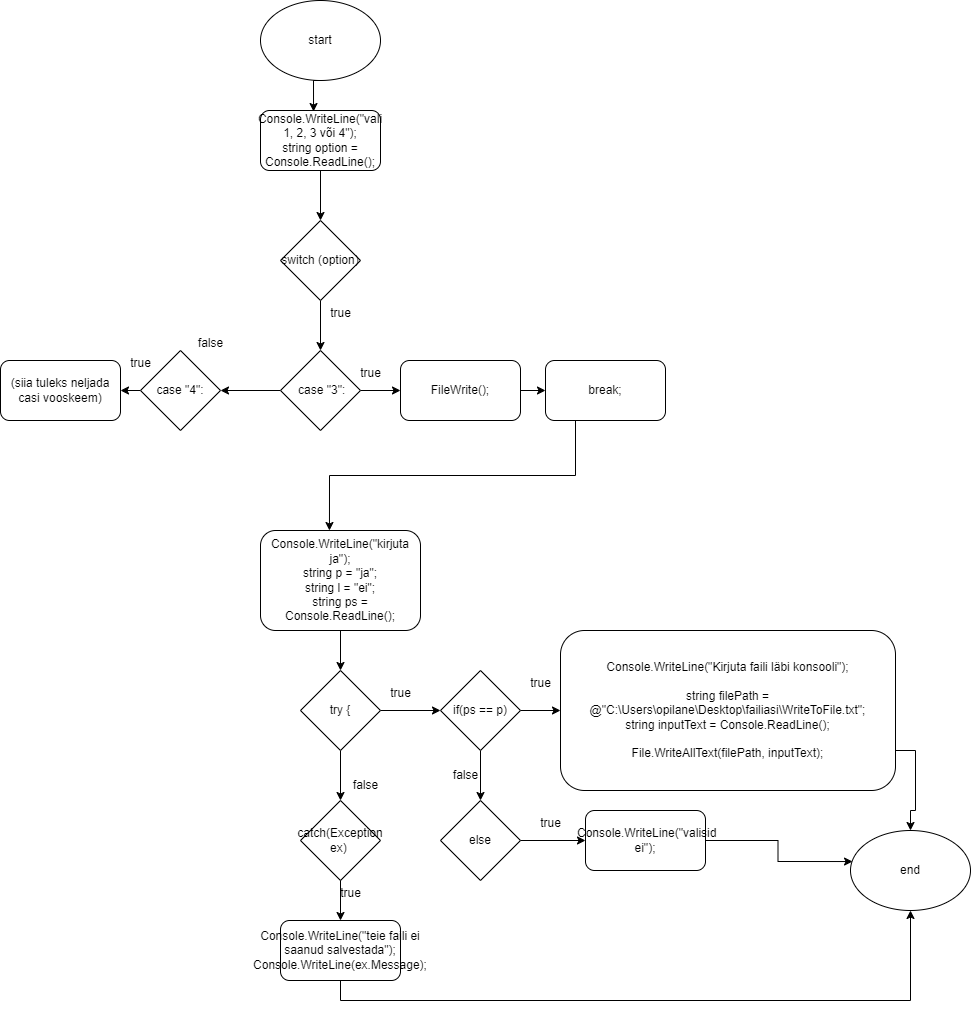 start
Console.WriteLine("vali
1, 2, 3 või 4");
string option =
Console.ReadLine();
switch (option)
true
false
true
true
(siia tuleks neljada
casi vooskeem)
case "4":
case "3":
FileWrite();
break;
Console.WriteLine("kirjuta
ja");
string p = "ja";
string l = "ei";
string ps =
Console.ReadLine();
try {
true
if(ps == p)
true
Console.WriteLine("Kirjuta faili läbi konsooli");
string filePath =
@"C:\Users\opilane\Desktop\failiasi\WriteToFile.txt";
string inputText = Console.ReadLine();
File.WriteAllText(filePath, inputText);
false
false
catch(Exception
ex)
else
true
Console.WriteLine("valisid
ei");
end
true
Console.WriteLine("teie faili ei
saanud salvestada");
Console.WriteLine(ex.Message);